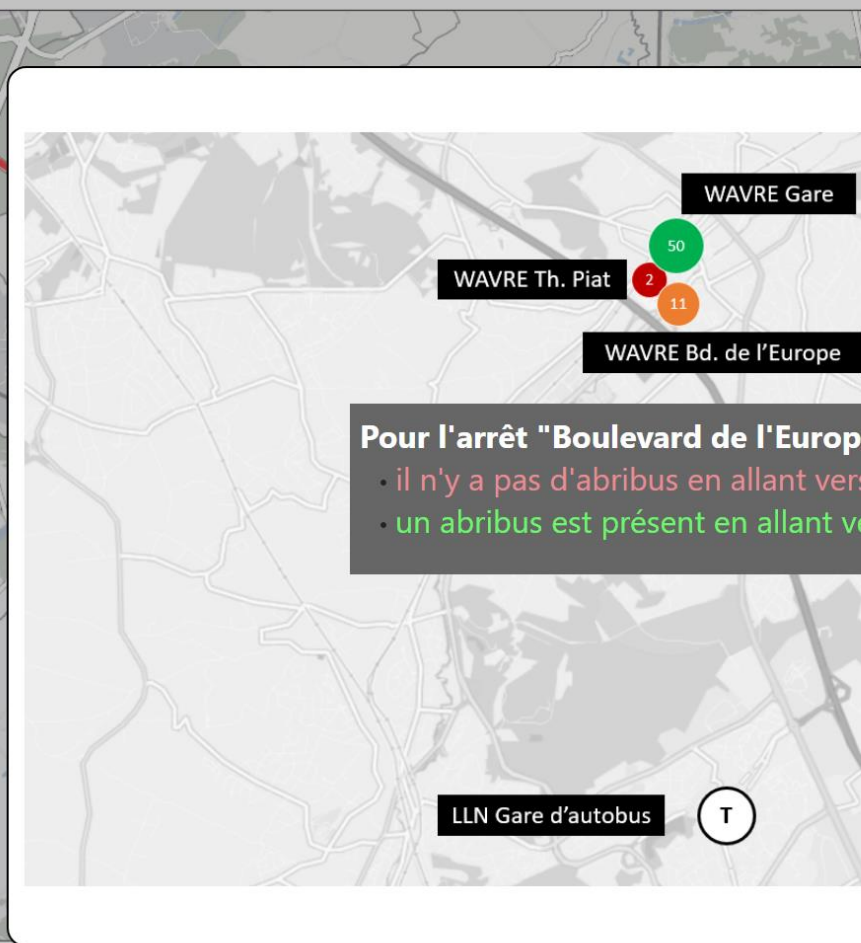 WAVRE Gare
50
WAVRE Th. Piat
2
11
WAVRE Bd. de l'Europe
Pour l'arrêt "Boulevard de l'Europ
• il n'y a pas d'abribus en allant vers
• un abribus est présent en allant ve
LLN Gare d'autobus
T